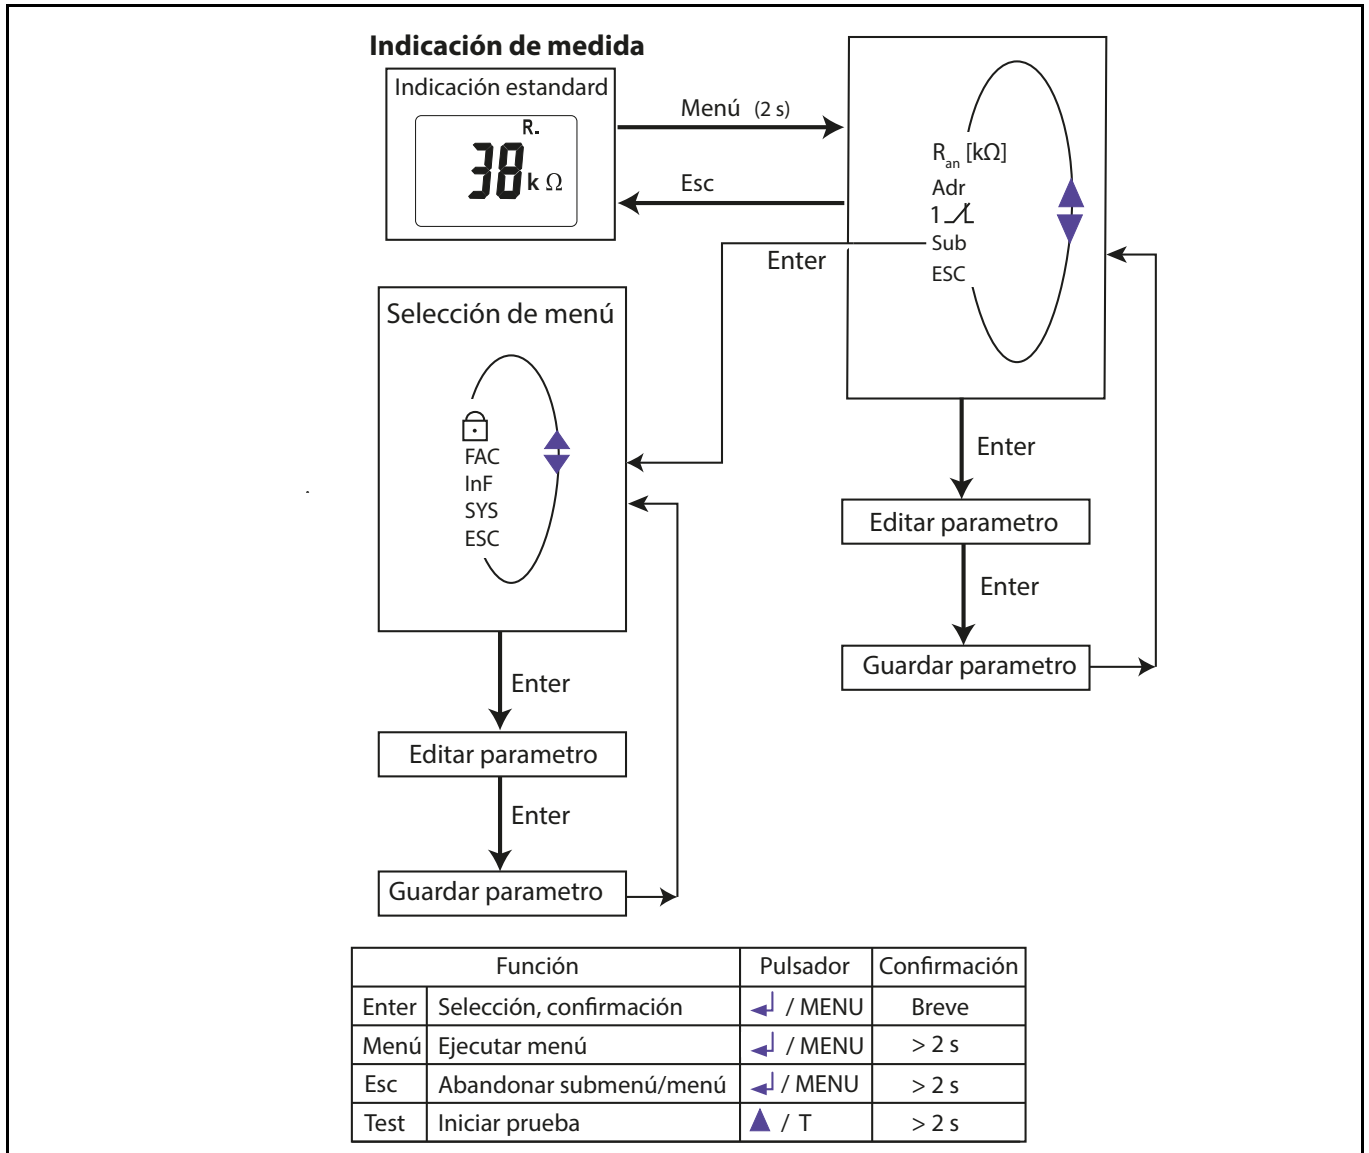 Indicación de medida
Indicación estandard
R.
38 k Ω
Menú (2 s)
Esc
Ran [kΩ]
Adr
1
Sub
ESC
Enter
Selección de menú
FAC
InF
SYS
ESC
Enter
Editar parametro
Enter
Guardar parametro
Enter
Editar parametro
Enter
Guardar parametro
Función Pulsador Confirmación
Enter Selección, confirmación / MENU Breve
Menú Ejecutar menú / MENU > 2 s
Esc Abandonar submenú/menú / MENU > 2 s
Test Iniciar prueba / T > 2 s